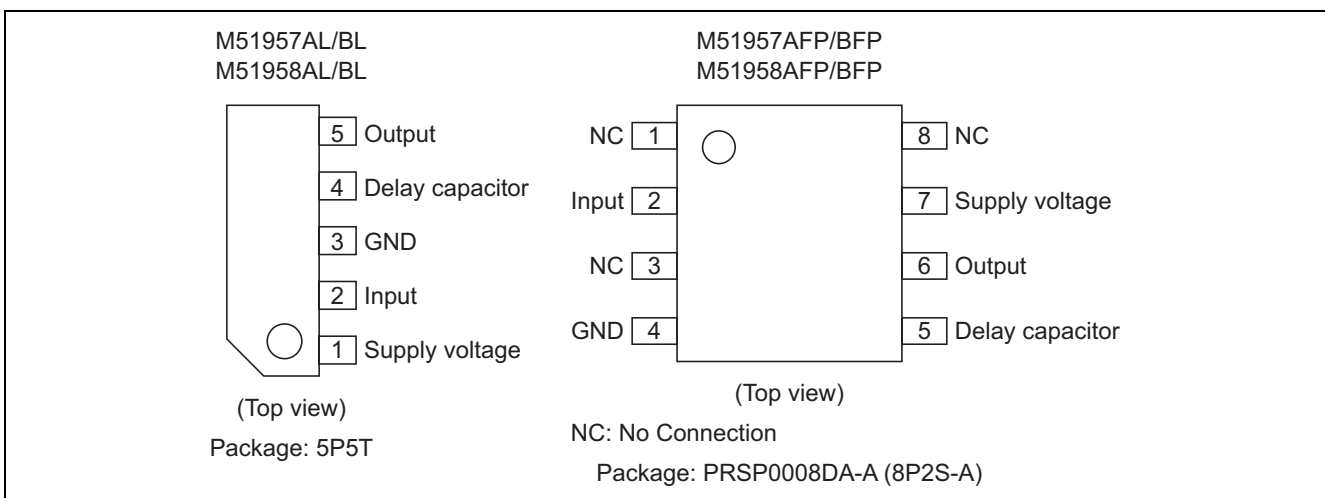 M51957AL/BL
M51958AL/BL
5 Output
4 Delay capacitor
3 GND
2 Input
1 Supply voltage
(Top view)
Package: 5P5T
M51957AFP/BFP
M51958AFP/BFP
NC 1
8 NC
Input 2
7 Supply voltage
NC 3
6 Output
GND 4
5 Delay capacitor
(Top view)
NC: No Connection
Package: PRSP0008DA-A (8P2S-A)